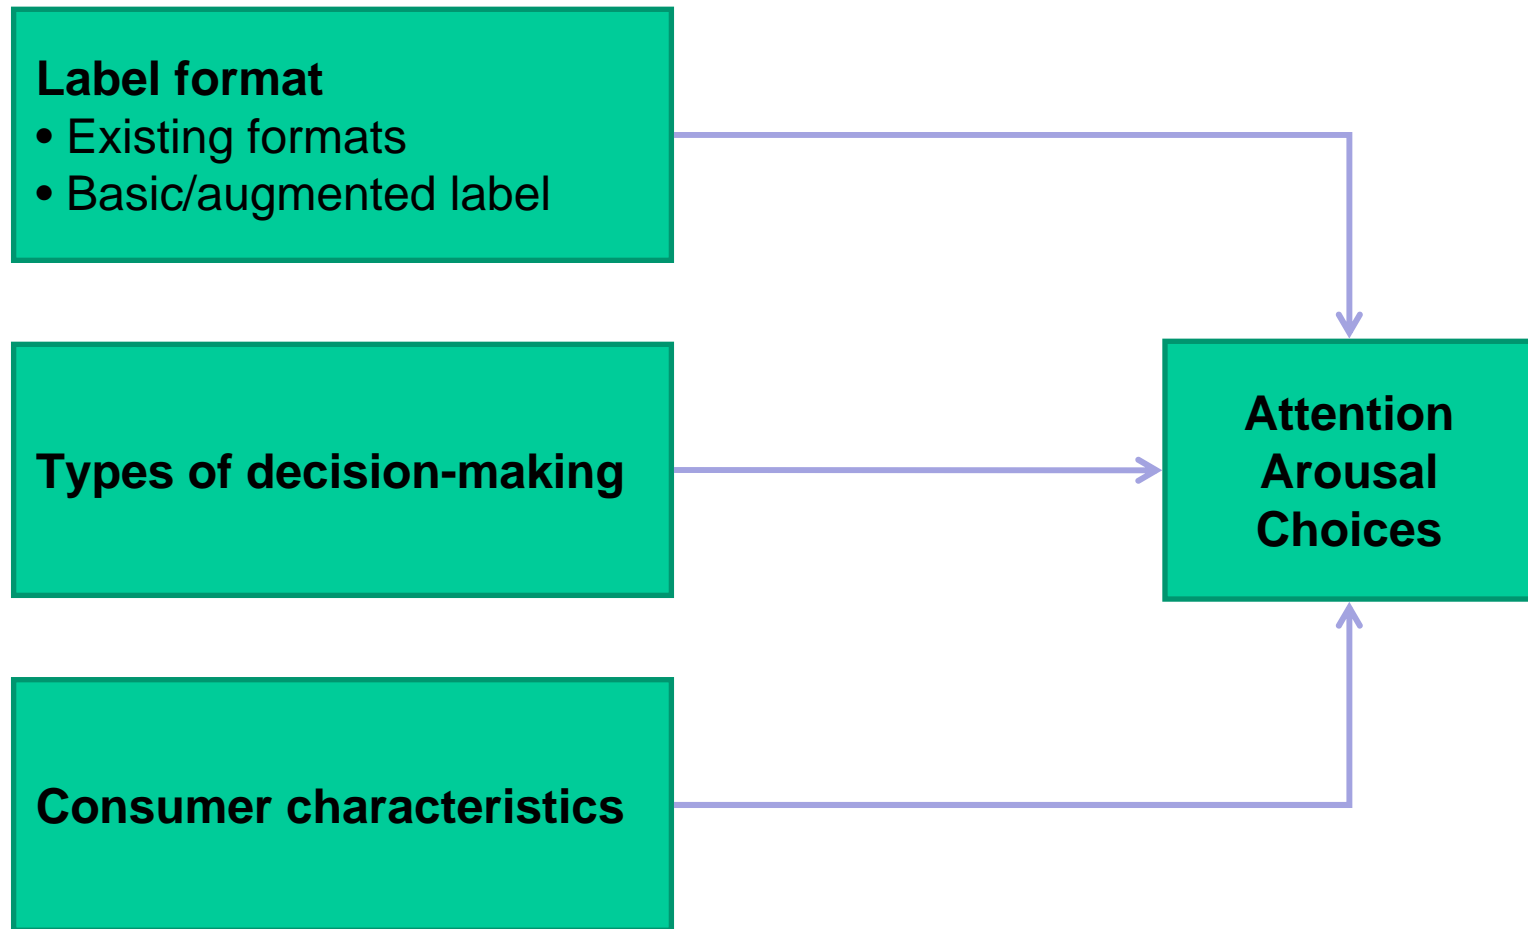 Label format
• Existing formats
• Basic/augmented label
Types of decision-making
Attention
Arousal
Choices
Consumer characteristics